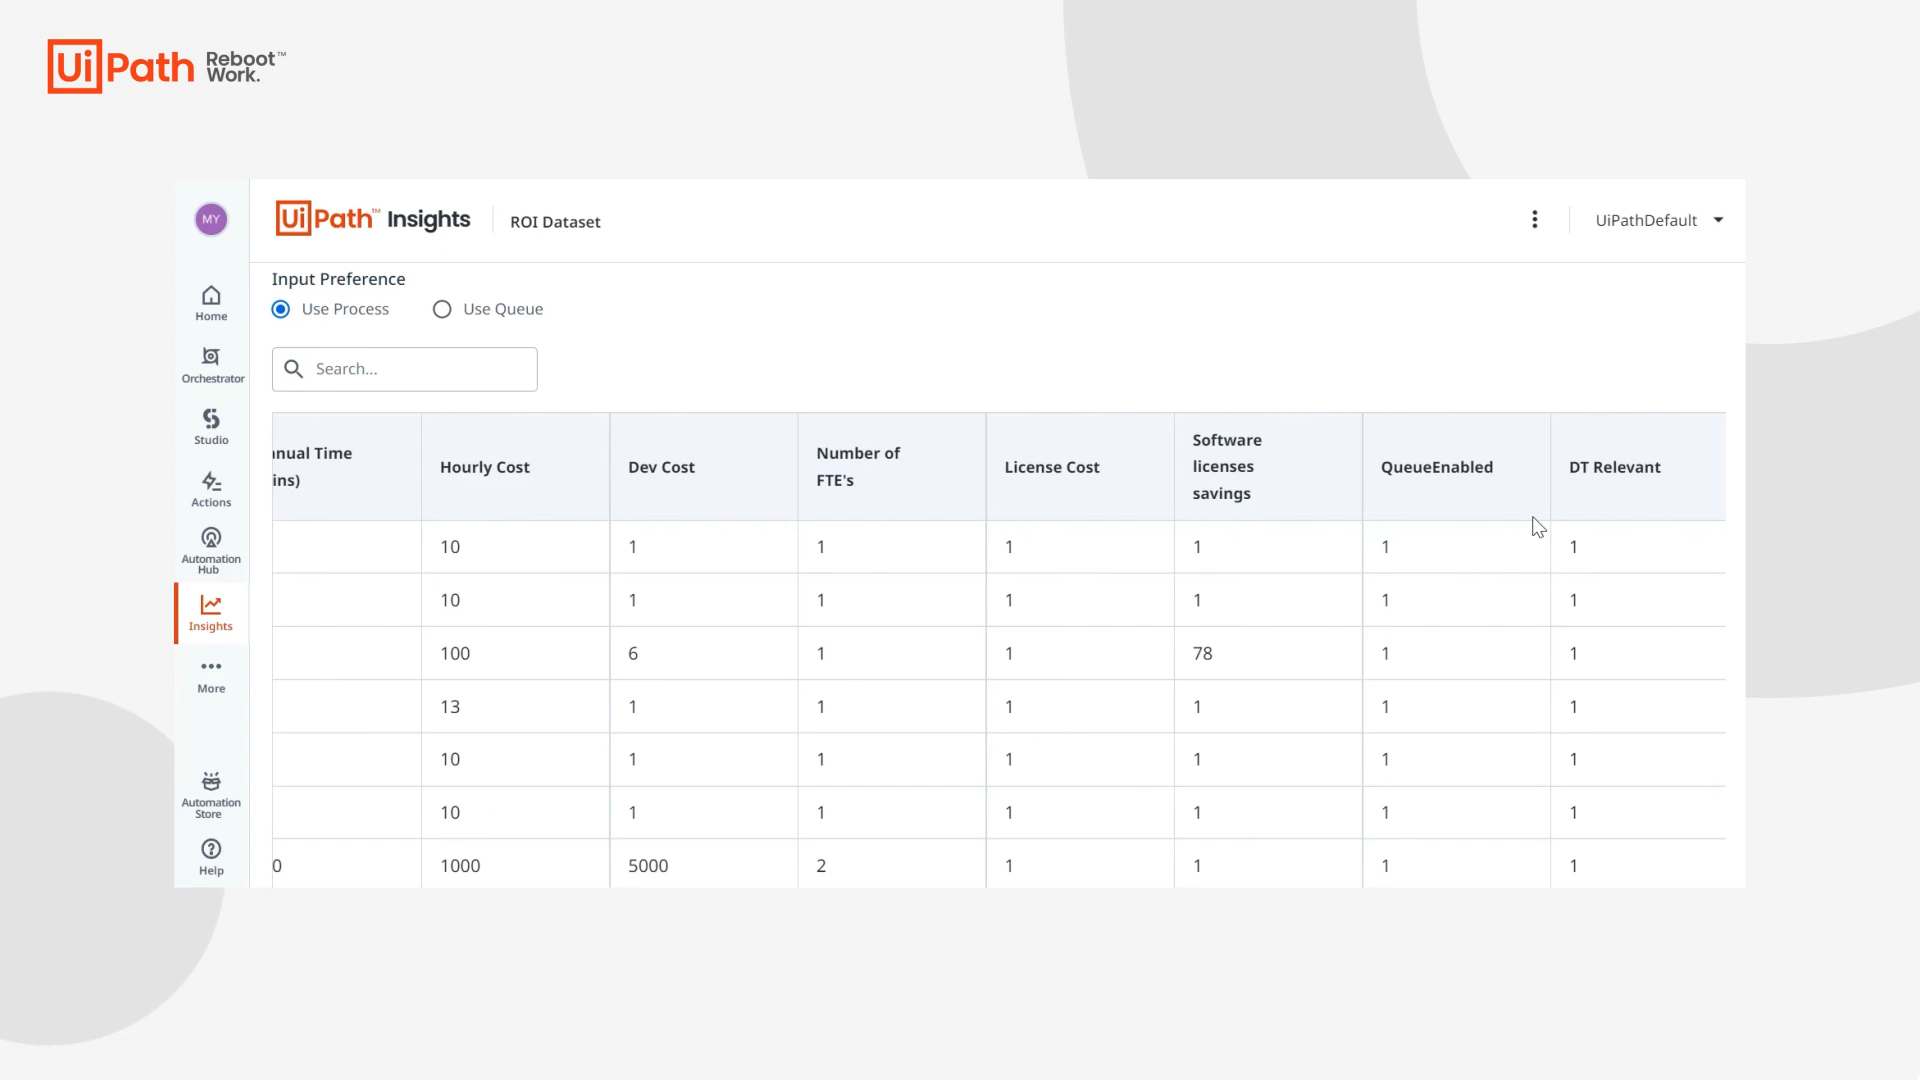 UiPath Reboot™
Work.
MY
UiPath™ Insights
ROI Dataset
UiPathDefault
Home
Orchestrator
Studio
Actions
Automation
Hub
Insights
More
Automation
Store
Help
Input Preference
Use Process
Use Queue
Search...
nual Time
ins)
Hourly Cost
Dev Cost
Number of
FTE's
License Cost
Software
licenses
savings
QueueEnabled
DT Relevant
10 1 1 1 1 1 1
10 1 1 1 1 1 1
100 6 1 1 78 1 1
13 1 1 1 1 1 1
10 1 1 1 1 1 1
10 1 1 1 1 1 1
0 1000 5000 2 1 1 1 1